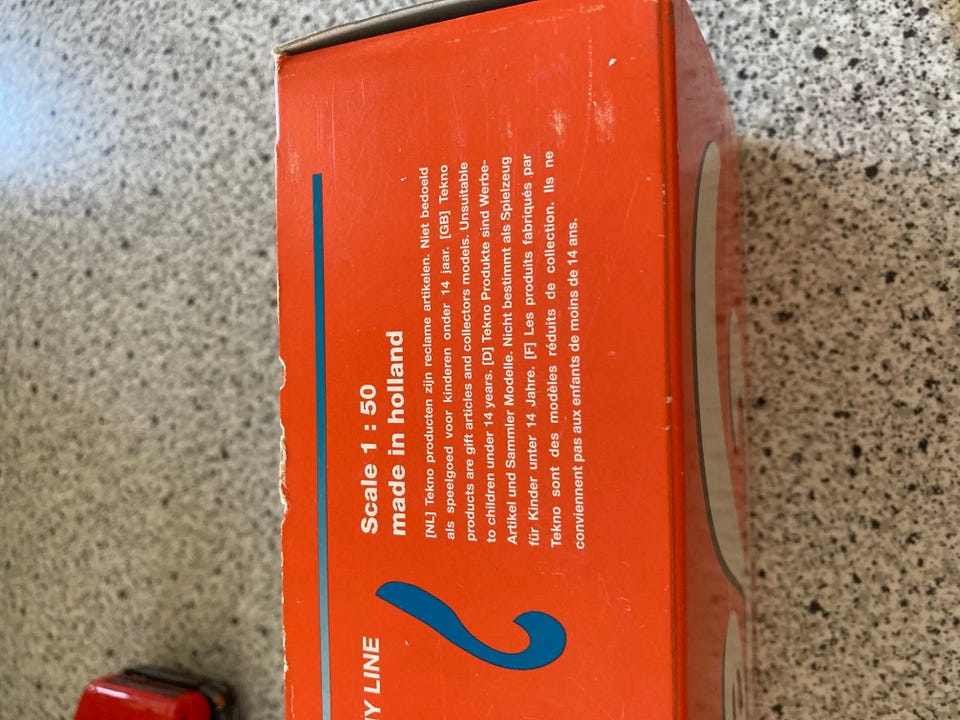 Scale 1 : 50
made in holland
[NL] Tekno producten zijn reclame artikelen. Niet bedoeld
als speelgoed voor kinderen onder 14 jaar. [GB] Tekno
products are gift articles and collectors models. Unsuitable
to children under 14 years. [D] Tekno Produkte sind Werbe-
Artikel und Sammler Modelle. Nicht bestimmt als Spielzeug
für Kinder unter 14 Jahre. [F] Les produits fabriqués par
Tekno sont des modèles réduits de collection. Ils ne
conviennent pas aux enfants de moins de 14 ans.
LINE